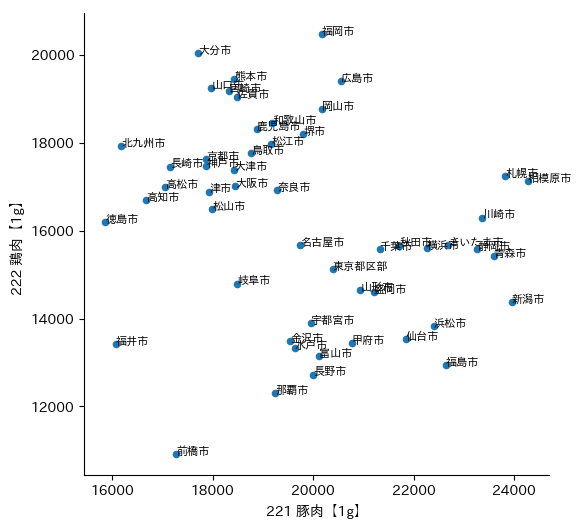 福岡市
20000
大分市
熊本市
広島市
山口市
宮崎市
佐賀市
岡山市
和歌山市
鹿児島市
堺市
18000
北九州市
松江市
鳥取市
京都市
長崎市
神戸市
大津市
札幌市
相模原市
高松市
津市
大阪市
奈良市
高知市
松山市
川崎市
徳島市
16000
名古屋市
千葉市
秋田市
横浜市
さいたま市
静岡市
青森市
東京都区部
岐阜市
山形市
盛岡市
新潟市
14000
宇都宮市
浜松市
福井市
金沢市
水戸市
甲府市
仙台市
富山市
福島市
長野市
那覇市
12000
前橋市
16000
18000
20000
22000
24000
221 豚肉【1g】
222 鶏肉【1g】